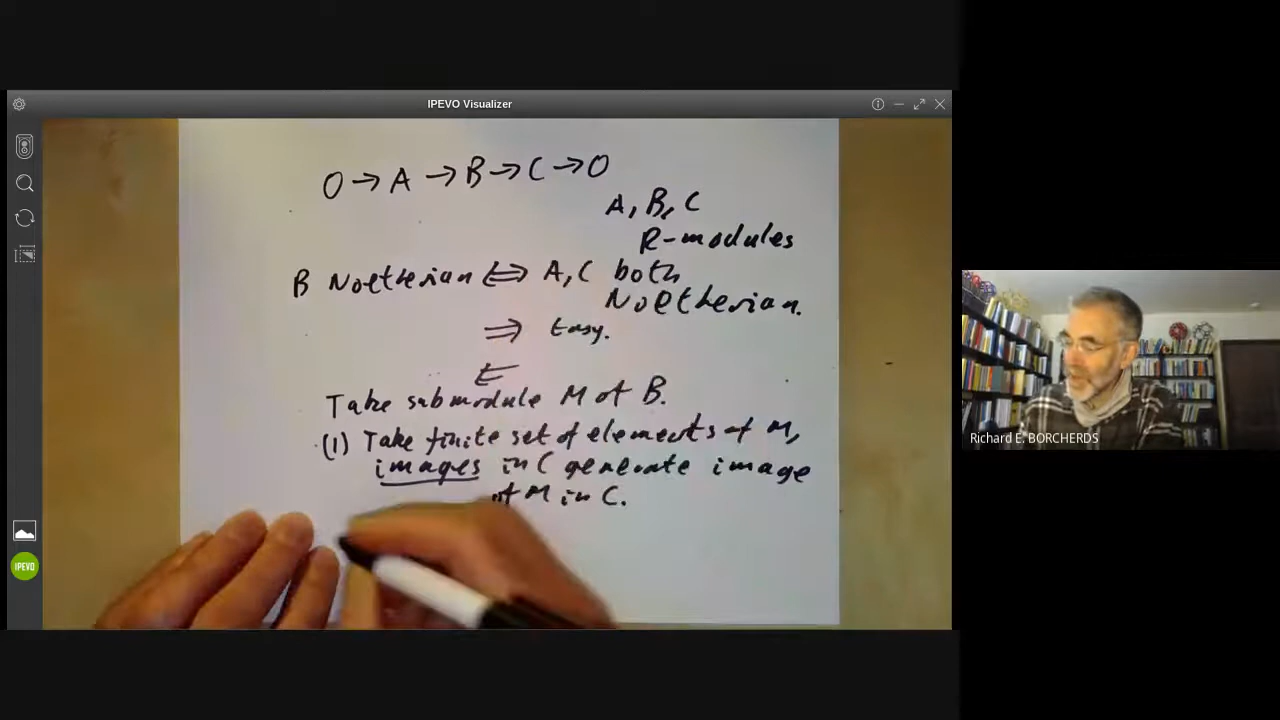 IPEVO Visualizer
0 → A → B → C → 0
A, B, C
R-modules
B Noetherian ⇔ A, C both
Noetherian.
⇒ Easy.
⇐
Take submodule M of B.
(1) Take finite set of elements of M,
images in C generate image
of M in C.
Richard E. BORCHERDS
IPEVO